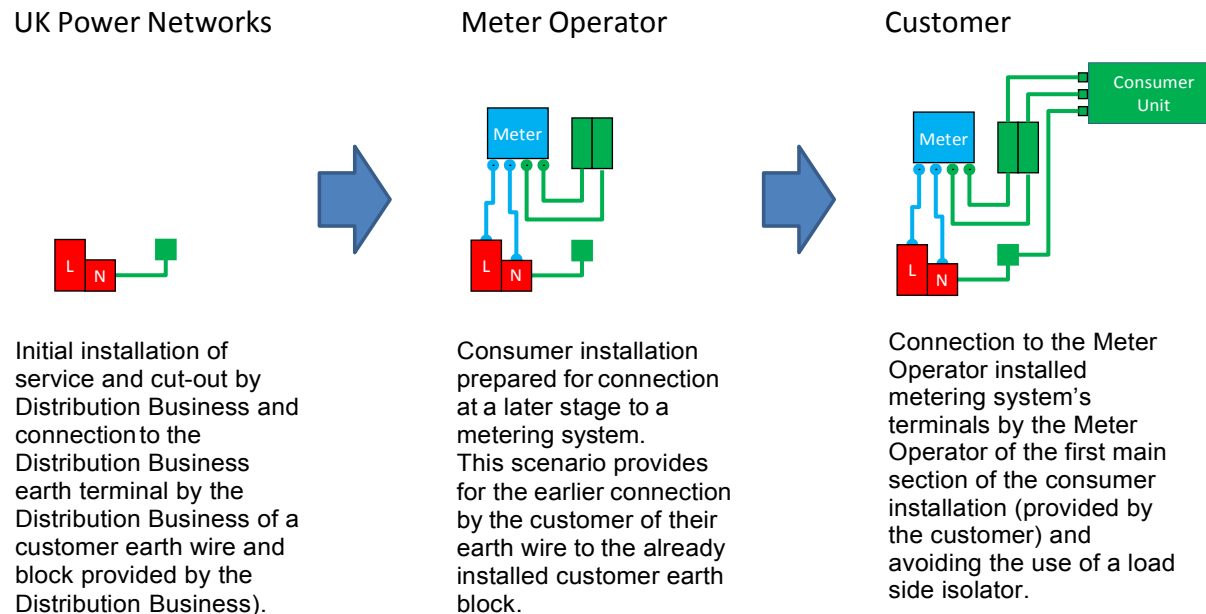 UK Power Networks
Meter Operator
Customer
L
N
Meter
L
N
Meter
Consumer
Unit
L
N
Initial installation of
service and cut-out by
Distribution Business and
connection to the
Distribution Business
earth terminal by the
Distribution Business of a
customer earth wire and
block provided by the
Distribution Business).
Consumer installation
prepared for connection
at a later stage to a
metering system.
This scenario provides
for the earlier connection
by the customer of their
earth wire to the already
installed customer earth
block.
Connection to the Meter
Operator installed
metering system's
terminals by the Meter
Operator of the first main
section of the consumer
installation (provided by
the customer) and
avoiding the use of a load
side isolator.